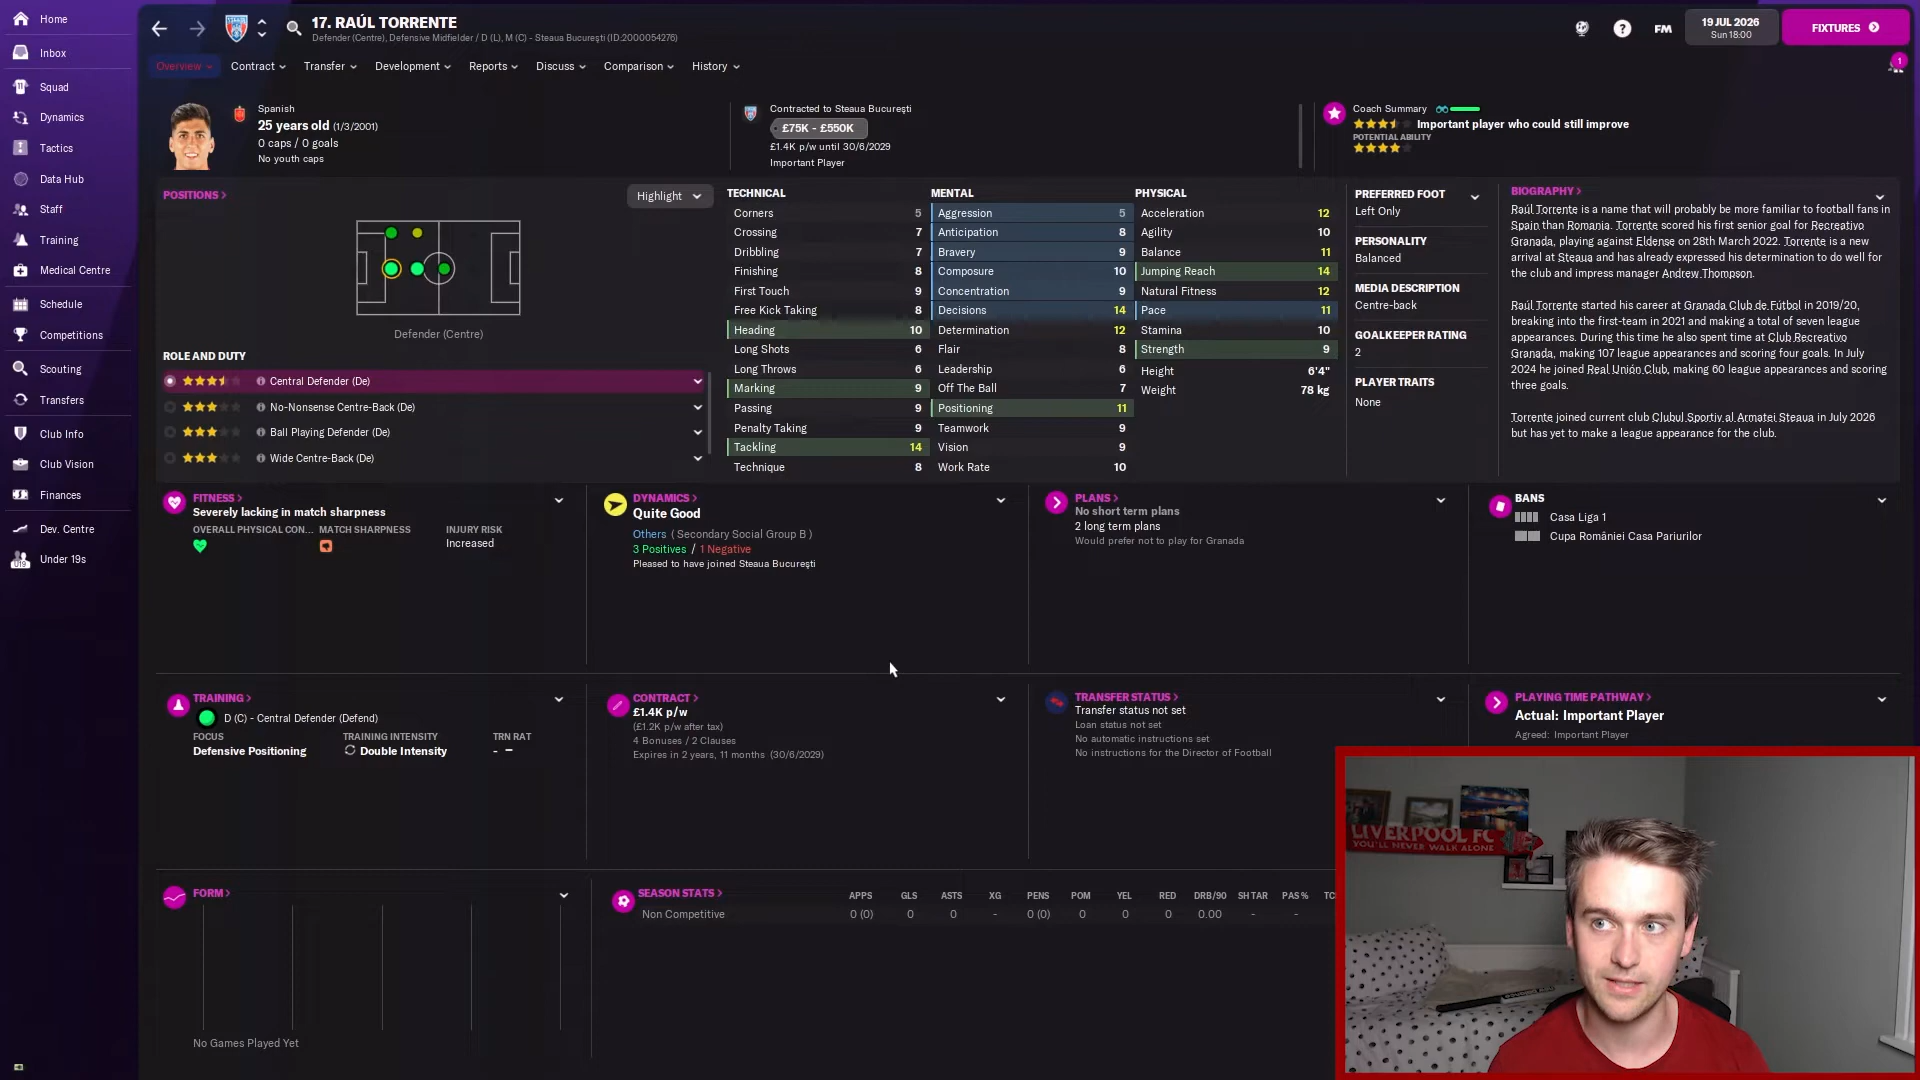 Home
Inbox
Squad
Dynamics
Tactics
Data Hub
Staff
Training
Medical Centre
Schedule
Competitions
Scouting
Transfers
Club Info
Club Vision
Finances
Dev. Centre
Under 19s
17. RAÚL TORRENTE
Defender (Centre), Defensive Midfielder / D (L), M (C) - Steaua Bucureşti (ID:2000054276)
FM
19 JUL 2026
Sun 18:00
FIXTURES
1
Overview
Contract
Transfer
Development
Reports
Discuss
Comparison
History
Spanish
25 years old (1/3/2001)
0 caps / 0 goals
No youth caps
Contracted to Steaua Bucureşti
£75K - £550K
£1.4K p/w until 30/6/2029
Important Player
Coach Summary
Important player who could still improve
POTENTIAL ABILITY
POSITIONS
Highlight
Defender (Centre)
ROLE AND DUTY
Central Defender (De)
No-Nonsense Centre-Back (De)
Ball Playing Defender (De)
Wide Centre-Back (De)
TECHNICAL
Corners 5
Crossing 7
Dribbling 7
Finishing 8
First Touch 9
Free Kick Taking 8
Heading 10
Long Shots 6
Long Throws 6
Marking 9
Passing 9
Penalty Taking 9
Tackling 14
Technique 8
MENTAL
Aggression 5
Anticipation 8
Bravery 9
Composure 10
Concentration 9
Decisions 14
Determination 12
Flair 8
Leadership 6
Off The Ball 7
Positioning 11
Teamwork 9
Vision 9
Work Rate 10
PHYSICAL
Acceleration 12
Agility 10
Balance 11
Jumping Reach 14
Natural Fitness 12
Pace 11
Stamina 10
Strength 9
Height 6'4"
Weight 78 kg
PREFERRED FOOT
Left Only
PERSONALITY
Balanced
MEDIA DESCRIPTION
Centre-back
GOALKEEPER RATING
2
PLAYER TRAITS
None
BIOGRAPHY
Raúl Torrente is a name that will probably be more familiar to football fans in
Spain than Romania. Torrente scored his first senior goal for Recreativo
Granada, playing against Eldense on 28th March 2022. Torrente is a new
arrival at Steaua and has already expressed his determination to do well for
the club and impress manager Andrew Thompson.
Raúl Torrente started his career at Granada Club de Fútbol in 2019/20,
breaking into the first-team in 2021 and making a total of seven league
appearances. During this time he also spent time at Club Recreativo
Granada, making 107 league appearances and scoring four goals. In July
2024 he joined Real Unión Club, making 60 league appearances and scoring
three goals.
Torrente joined current club Clubul Sportiv al Armatei Steaua in July 2026
but has yet to make a league appearance for the club.
FITNESS
Severely lacking in match sharpness
OVERALL PHYSICAL CON... MATCH SHARPNESS INJURY RISK
Increased
DYNAMICS
Quite Good
Others ( Secondary Social Group B )
3 Positives / 1 Negative
Pleased to have joined Steaua Bucureşti
PLANS
No short term plans
2 long term plans
Would prefer not to play for Granada
BANS
Casa Liga 1
Cupa României Casa Pariurilor
TRAINING
D (C) - Central Defender (Defend)
FOCUS TRAINING INTENSITY TRN RAT
Defensive Positioning Double Intensity - -
CONTRACT
£1.4K p/w
(£1.2K p/w after tax)
4 Bonuses / 2 Clauses
Expires in 2 years, 11 months (30/6/2029)
TRANSFER STATUS
Transfer status not set
Loan status not set
No automatic instructions set
No instructions for the Director of Football
PLAYING TIME PATHWAY
Actual: Important Player
Agreed: Important Player
FORM
No Games Played Yet
SEASON STATS APPS GLS ASTS XG PENS POM YEL RED DRB/90 SH TAR PAS % TC
Non Competitive 0 (0) 0 0 - 0 (0) 0 0 0 0.00 - -
LIVERPOOL FC
YOU'LL NEVER WALK ALONE